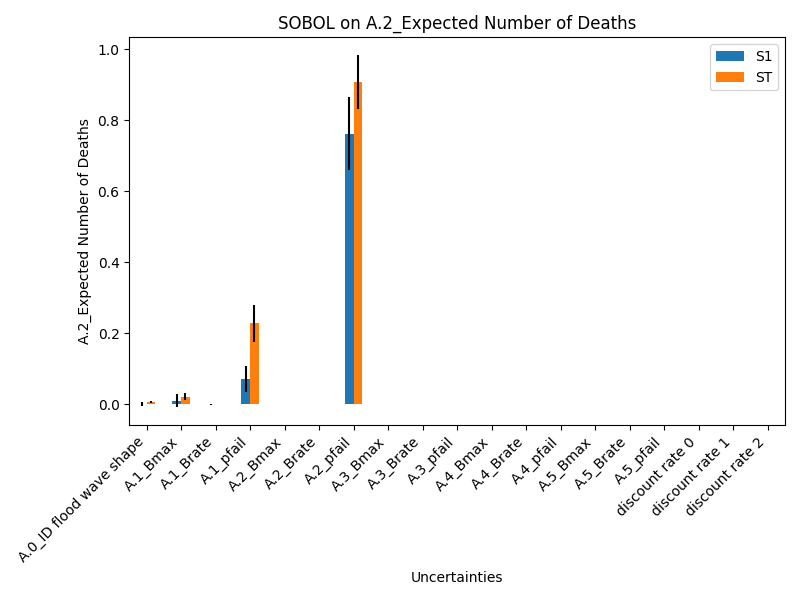 SOBOL on A.2_Expected Number of Deaths
S1
ST
A.2_Expected Number of Deaths
1.0
0.8
0.6
0.4
0.2
0.0
A.0_ID flood wave shape
A.1_Bmax
A.1_Brate
A.1_pfail
A.2_Bmax
A.2_Brate
A.2_pfail
A.3_Bmax
A.3_Brate
A.3_pfail
A.4_Bmax
A.4_Brate
A.4_pfail
A.5_Bmax
A.5_Brate
A.5_pfail
discount rate 0
discount rate 1
discount rate 2
Uncertainties